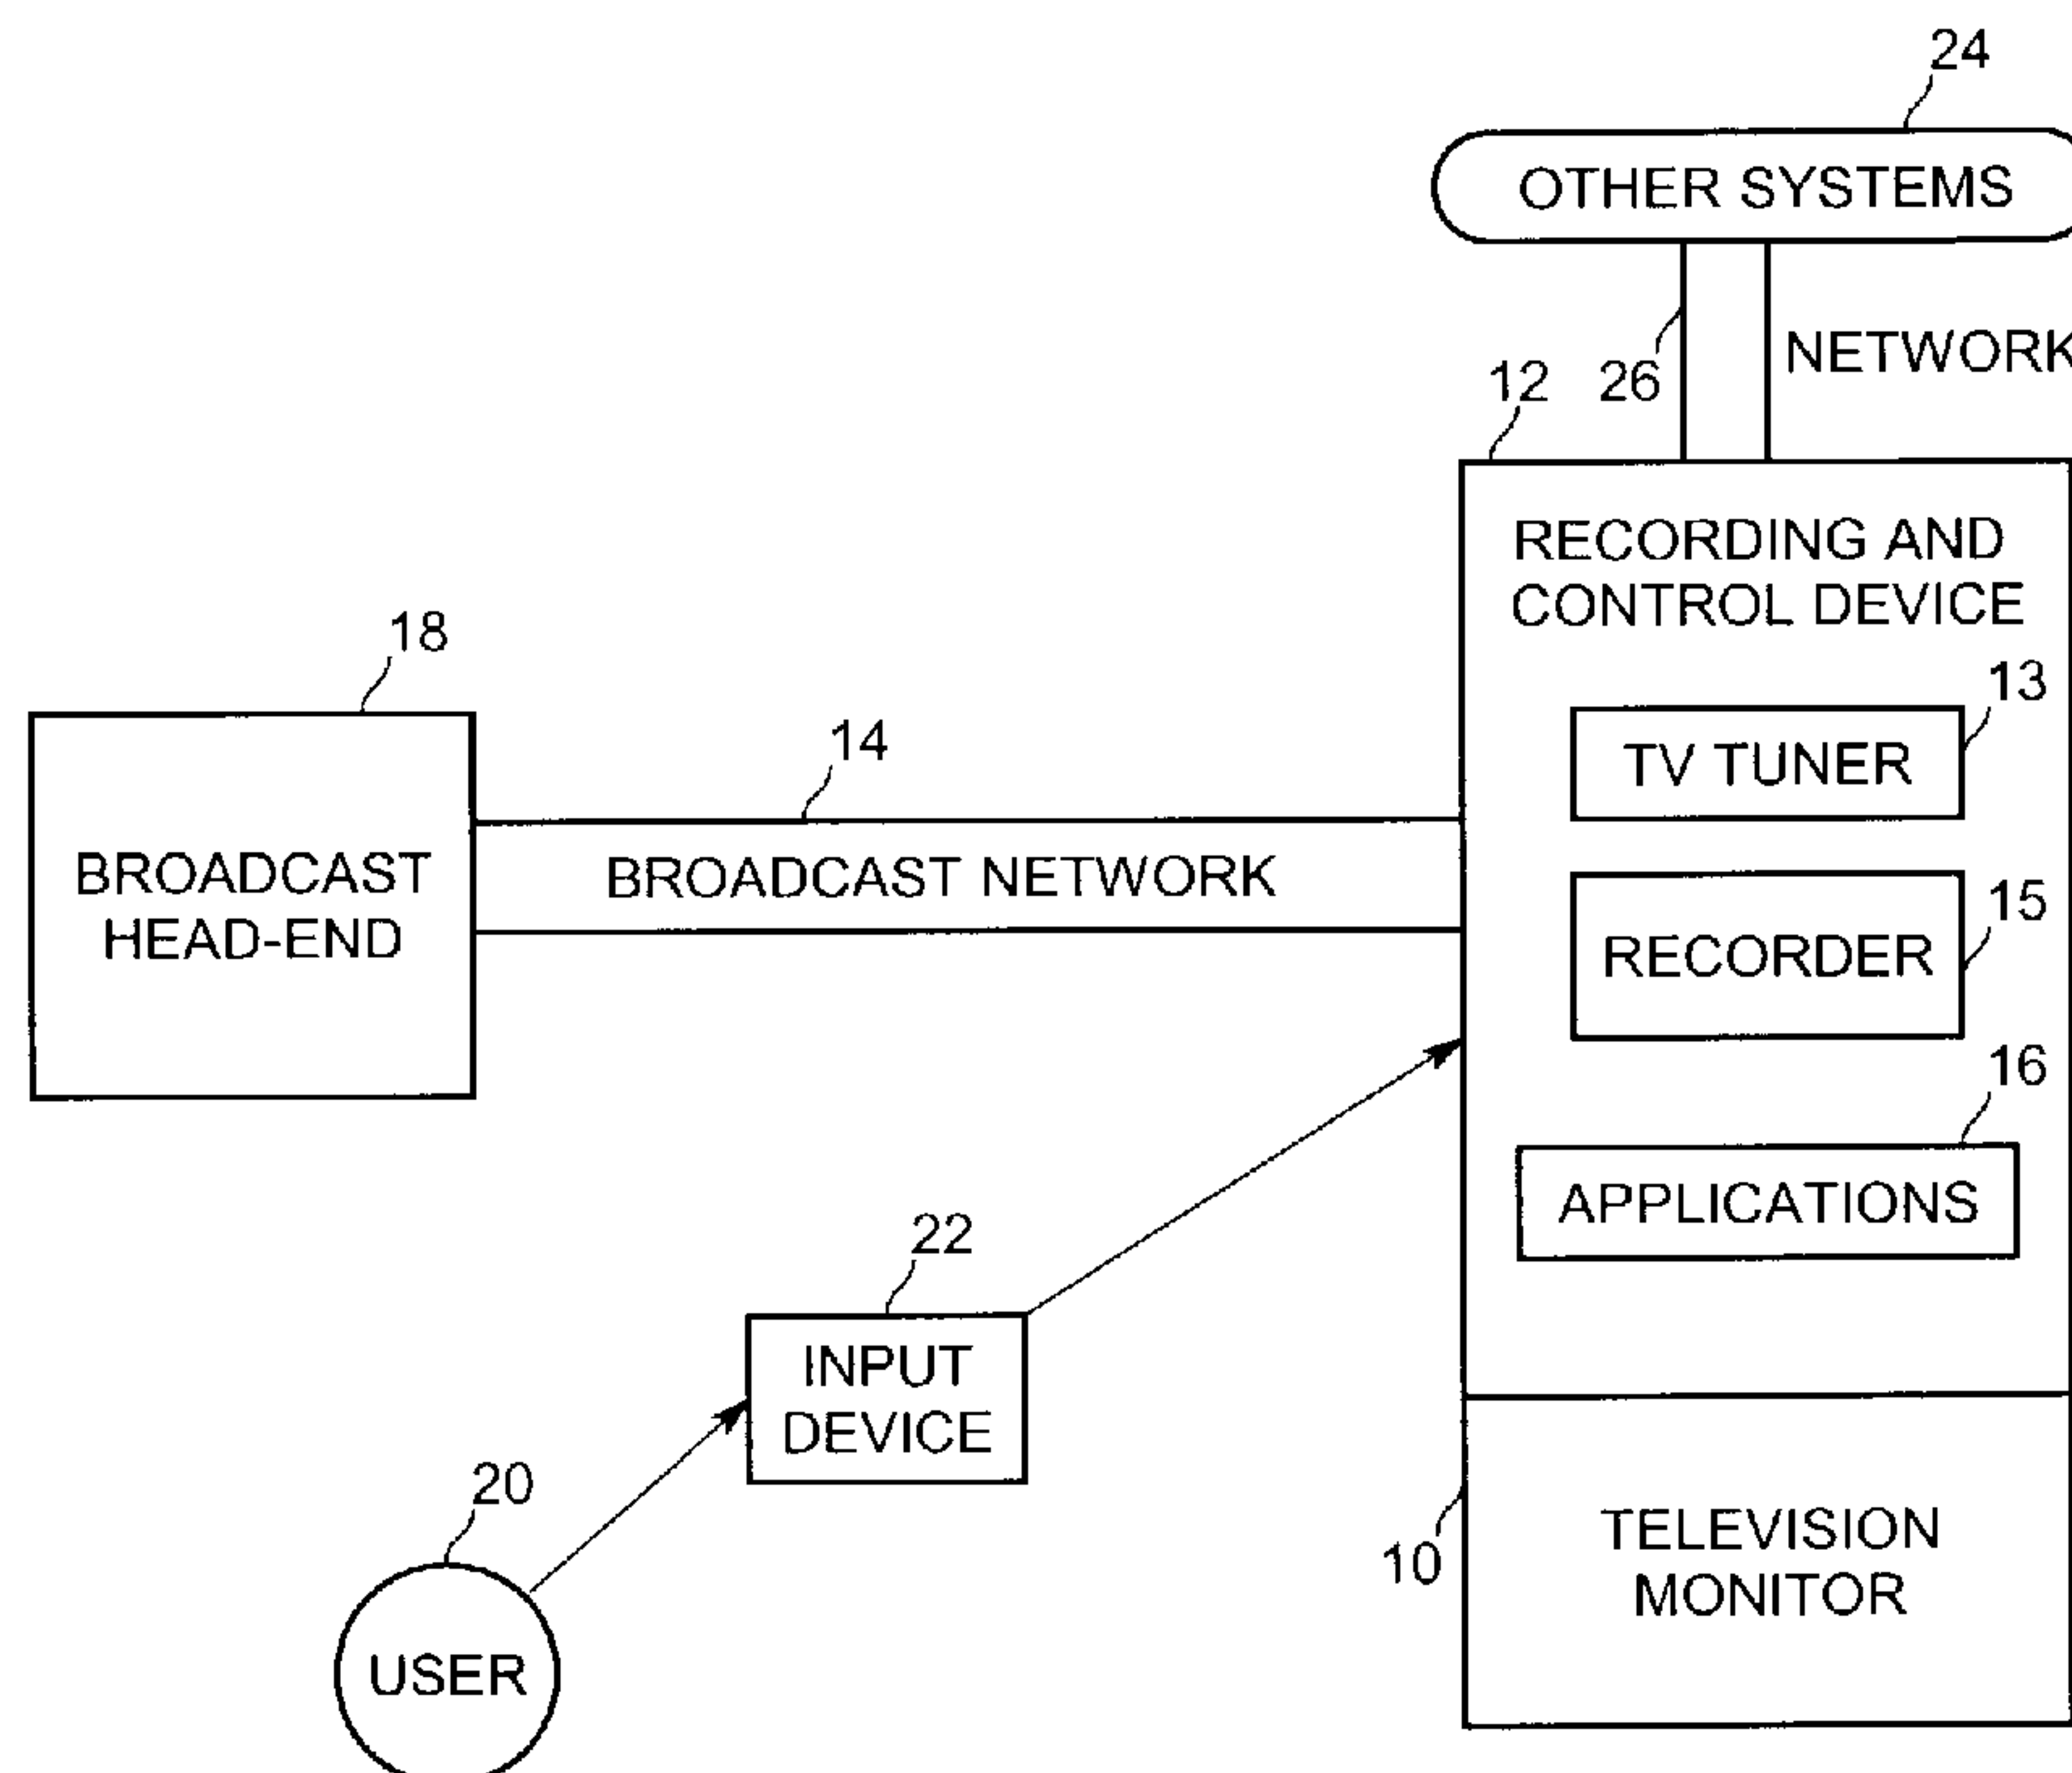 24
OTHER SYSTEMS
26
NETWORK
12
RECORDING AND
CONTROL DEVICE
13
TV TUNER
18
14
BROADCAST
HEAD-END
BROADCAST NETWORK
15
RECORDER
16
APPLICATIONS
22
INPUT
DEVICE
20
USER
10
TELEVISION
MONITOR